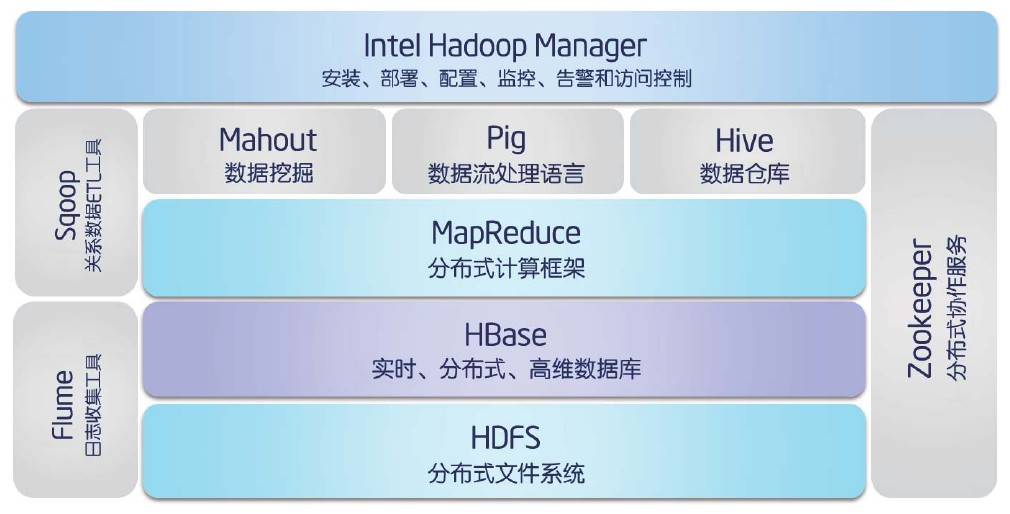 Intel Hadoop Manager
安装、部署、配置、监控、告警和访问控制
Sqoop
关系数据ETL工具
Mahout
数据挖掘
Pig
数据流处理语言
Hive
数据仓库
MapReduce
分布式计算框架
Flume
日志收集工具
HBase
实时、分布式、高维数据库
HDFS
分布式文件系统
Zookeeper
分布式协作服务